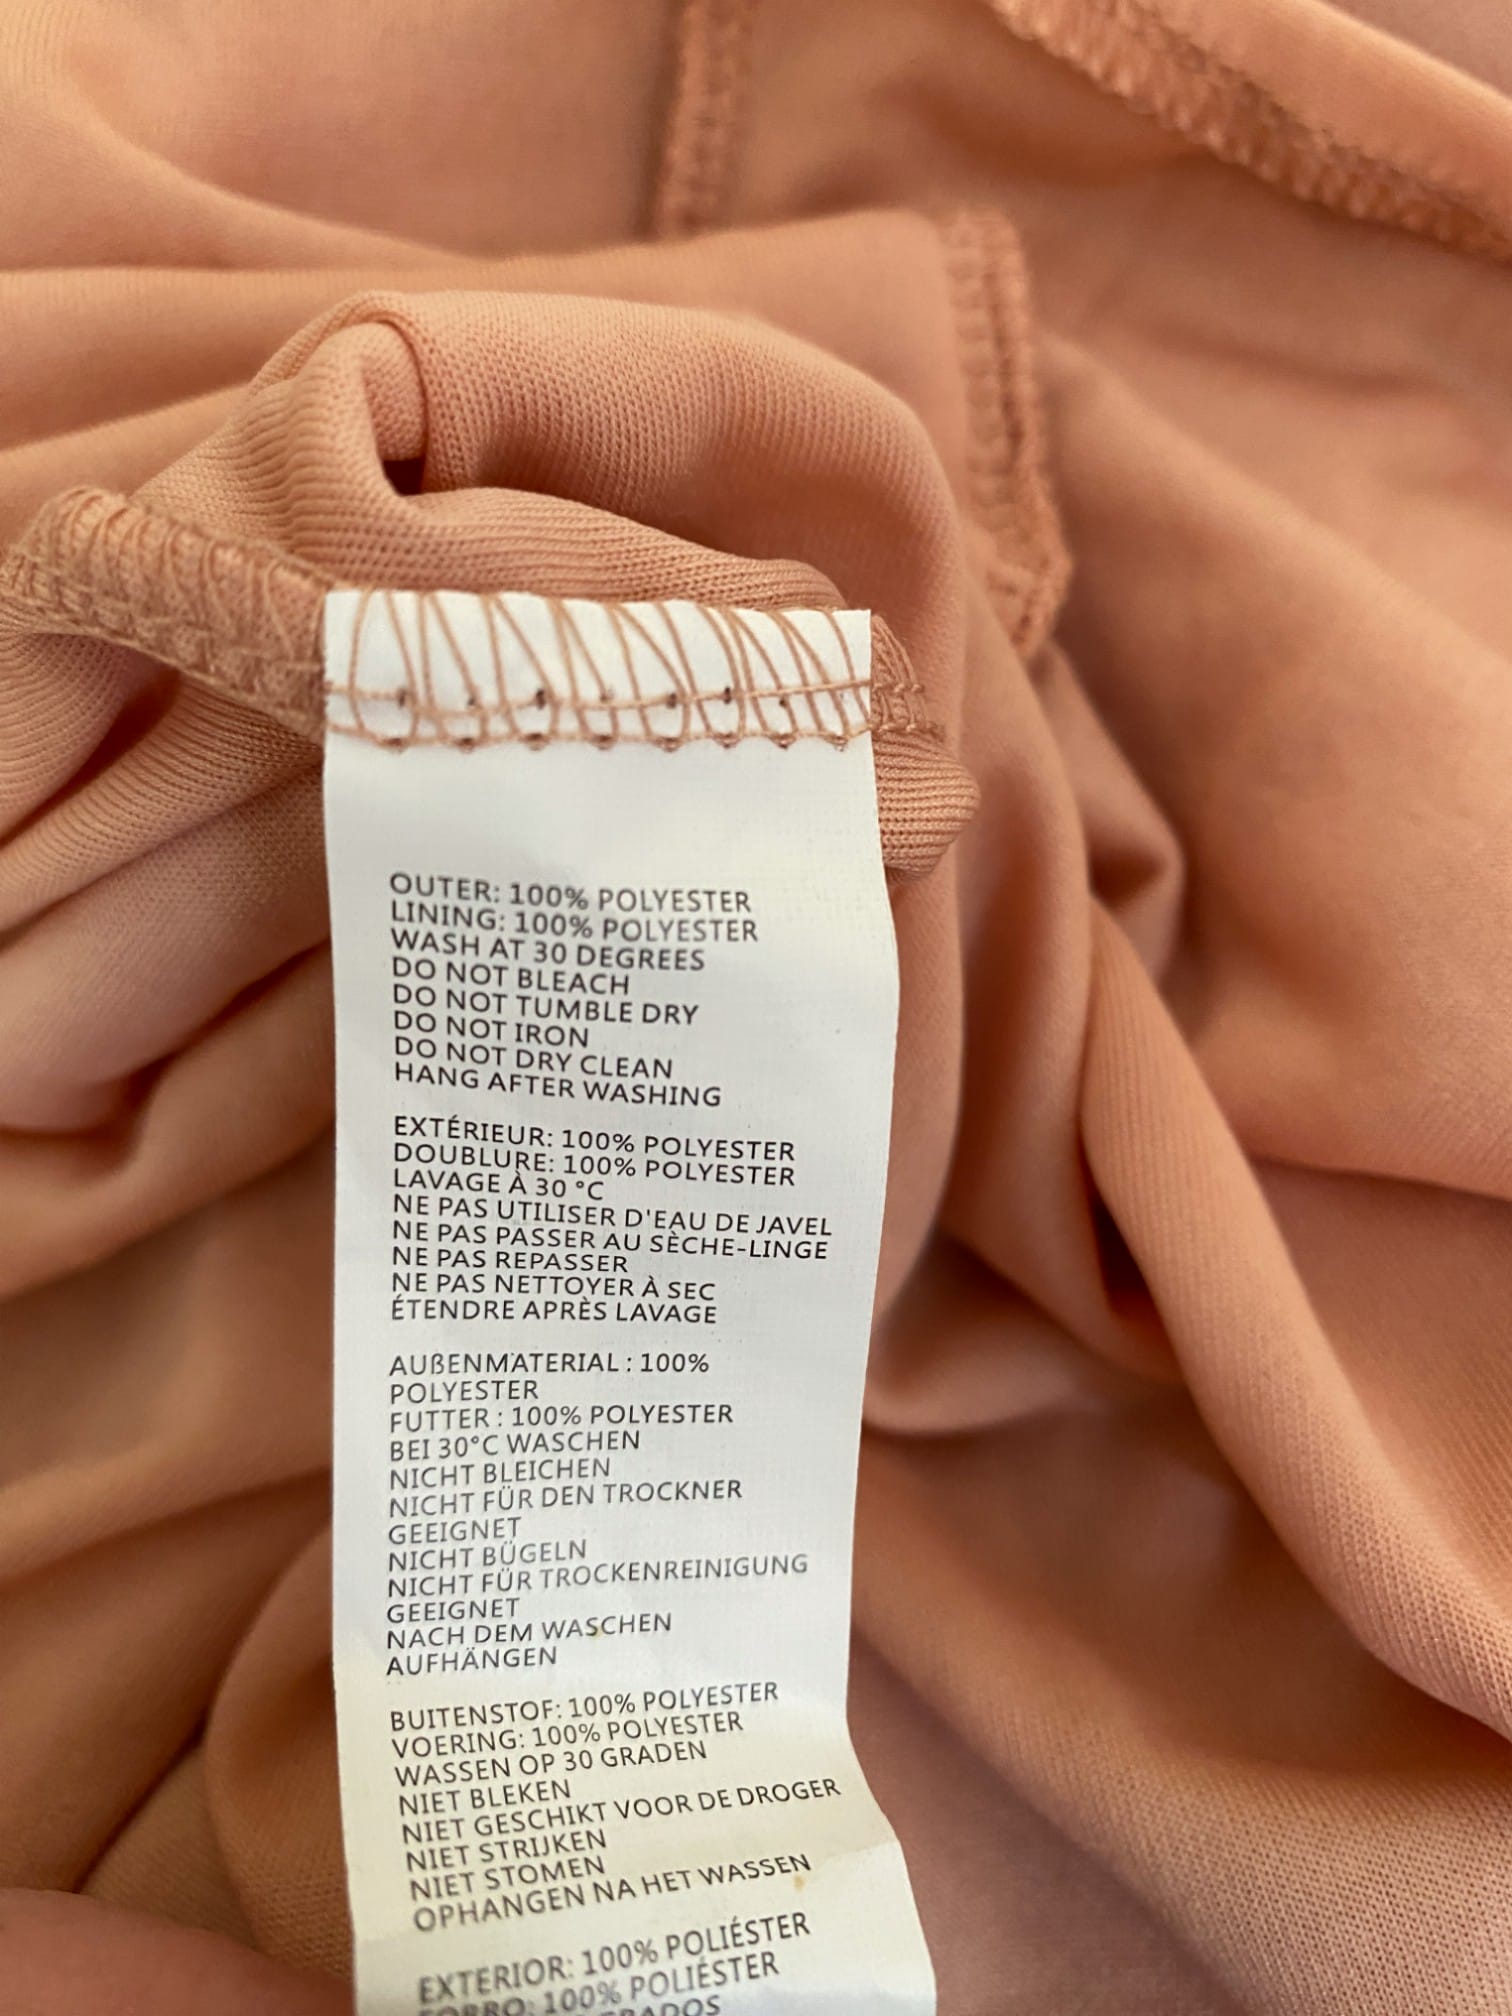 OUTER: 100% POLYESTER
LINING: 100% POLYESTER
WASH AT 30 DEGREES
DO NOT BLEACH
DO NOT TUMBLE DRY
DO NOT IRON
DO NOT DRY CLEAN
HANG AFTER WASHING
EXTÉRIEUR: 100% POLYESTER
DOUBLURE: 100% POLYESTER
LAVAGE À 30 °C
NE PAS UTILISER D'EAU DE JAVEL
NE PAS PASSER AU SÈCHE-LINGE
NE PAS REPASSER
NE PAS NETTOYER À SEC
ÉTENDRE APRÈS LAVAGE
AUßENMATERIAL : 100%
POLYESTER
FUTTER : 100% POLYESTER
BEI 30°C WASCHEN
NICHT BLEICHEN
NICHT FÜR DEN TROCKNER
GEEIGNET
NICHT BÜGELN
NICHT FÜR TROCKENREINIGUNG
GEEIGNET
NACH DEM WASCHEN
AUFHÄNGEN
BUITENSTOF: 100% POLYESTER
VOERING: 100% POLYESTER
WASSEN OP 30 GRADEN
NIET BLEKEN
NIET GESCHIKT VOOR DE DROGER
NIET STRIJKEN
NIET STOMEN
OPHANGEN NA HET WASSEN
EXTERIOR: 100% POLIÉSTER
FORRO: 100% POLIÉSTER